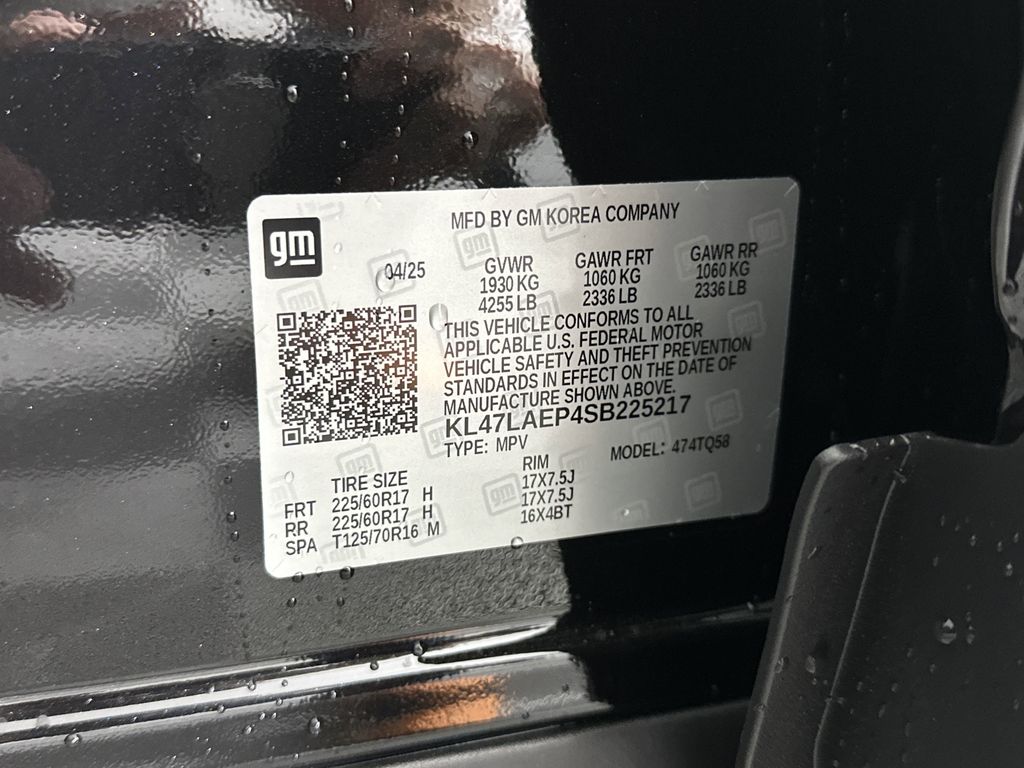 gm
MFD BY GM KOREA COMPANY
04/25
GVWR
1930 KG
4255 LB
GAWR FRT
1060 KG
2336 LB
GAWR RR
1060 KG
2336 LB
THIS VEHICLE CONFORMS TO ALL
APPLICABLE U.S. FEDERAL MOTOR
VEHICLE SAFETY AND THEFT PREVENTION
STANDARDS IN EFFECT ON THE DATE OF
MANUFACTURE SHOWN ABOVE.
KL47LAEP4SB225217
TYPE: MPV MODEL: 474TQ58
TIRE SIZE RIM
FRT 225/60R17 H 17X7.5J
RR 225/60R17 H 17X7.5J
SPA T125/70R16 M 16X4BT